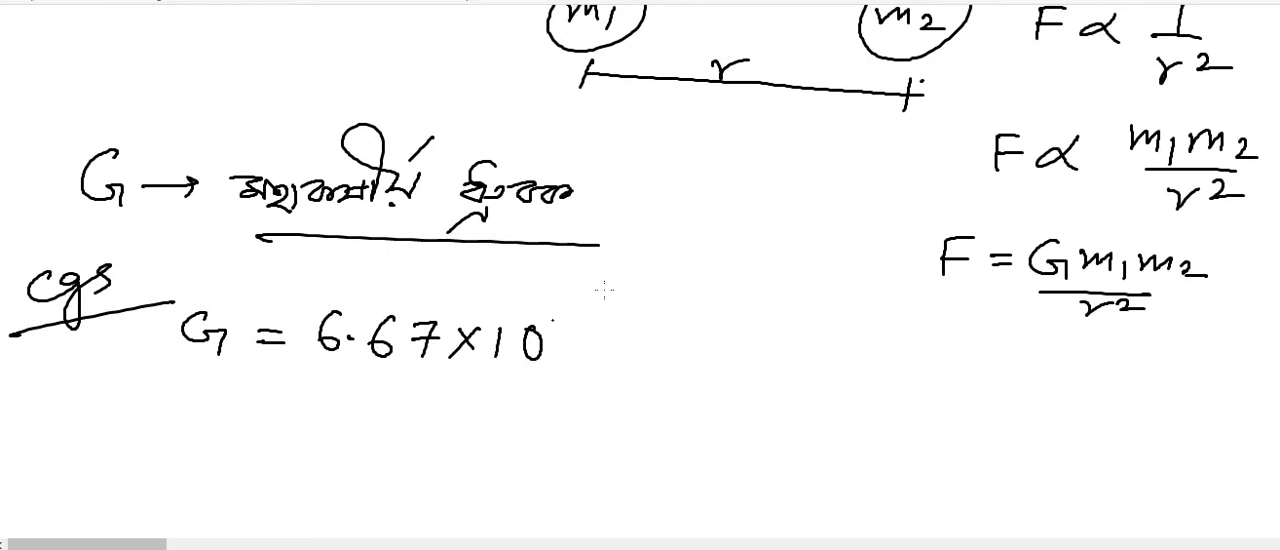 m₁ m₂
r
F ∝ 1/r²
F ∝ m₁m₂/r²
G → মহাকর্ষীয় ধ্রুবক
F = Gm₁m₂/r²
cgs
G = 6.67×10